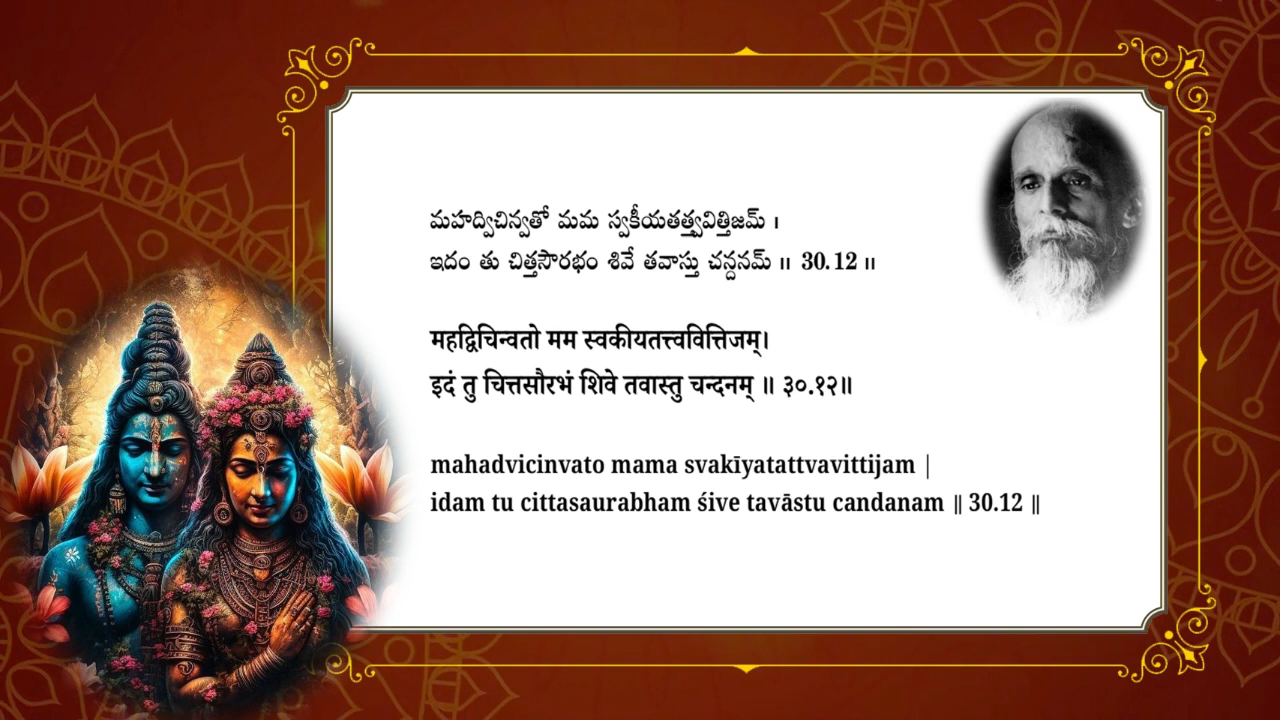 మహద్విచిన్వతో మమ స్వకీయతత్త్వవిత్తిజమ్ ।
ఇదం తు చిత్తసౌరభం శివే తవాస్తు చన్దనమ్ ॥ 30.12 ॥
महद्विचिन्वतो मम स्वकीयतत्त्ववित्तिजम्।
इदं तु चित्तसौरभं शिवे तवास्तु चन्दनम् ॥ ३०.१२॥
mahadvicinvato mama svakīyatattvavittijam |
idam tu cittasaurabham śive tavāstu candanam ‖ 30.12 ‖